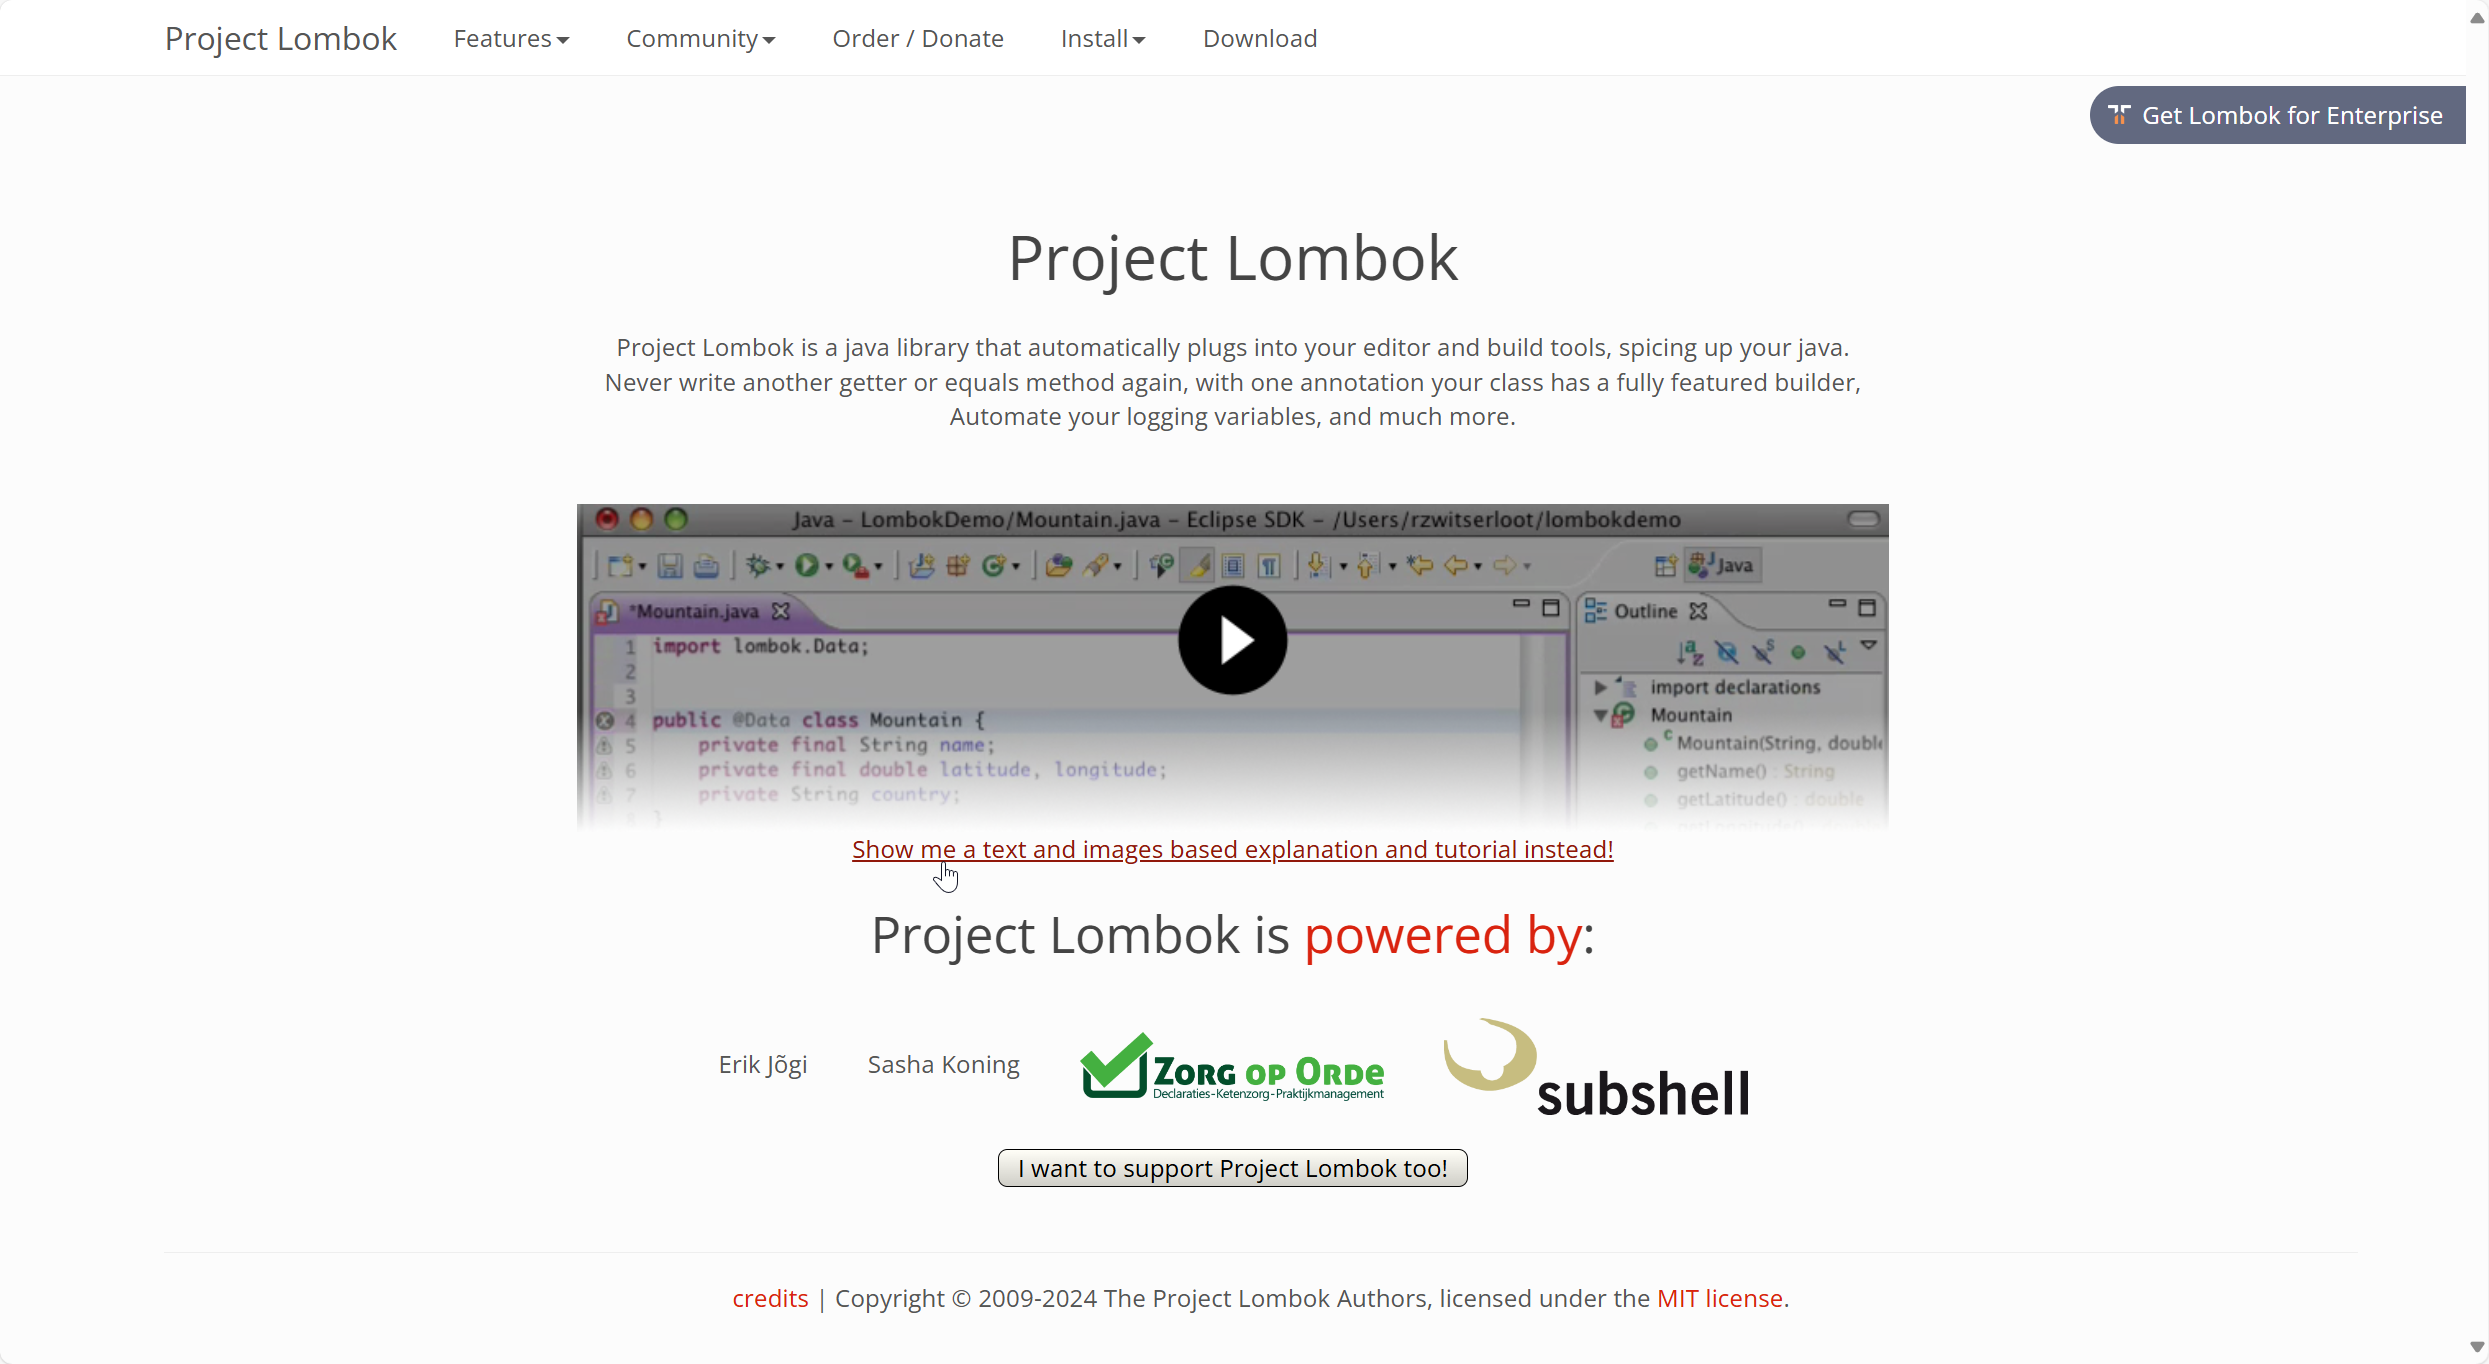 Project Lombok
Features
Community
Order / Donate
Install
Download
Get Lombok for Enterprise
Project Lombok
Project Lombok is a java library that automatically plugs into your editor and build tools, spicing up your java.
Never write another getter or equals method again, with one annotation your class has a fully featured builder,
Automate your logging variables, and much more.
Java – LombokDemo/Mountain.java – Eclipse SDK – /Users/rzwitserloot/lombokdemo
Java
*Mountain.java
Outline
1 import lombok.Data;
2
3
4 public @Data class Mountain {
5 private final String name;
6 private final double latitude, longitude;
7 private String country;
8 }
import declarations
Mountain
Mountain(String, double
getName() : String
getLatitude() : double
getLongitude() : double
Show me a text and images based explanation and tutorial instead!
Project Lombok is powered by:
Erik Jõgi
Sasha Koning
ZORG OP ORDE
Declaraties-Ketenzorg-Praktijkmanagement
subshell
I want to support Project Lombok too!
credits | Copyright © 2009-2024 The Project Lombok Authors, licensed under the MIT license.